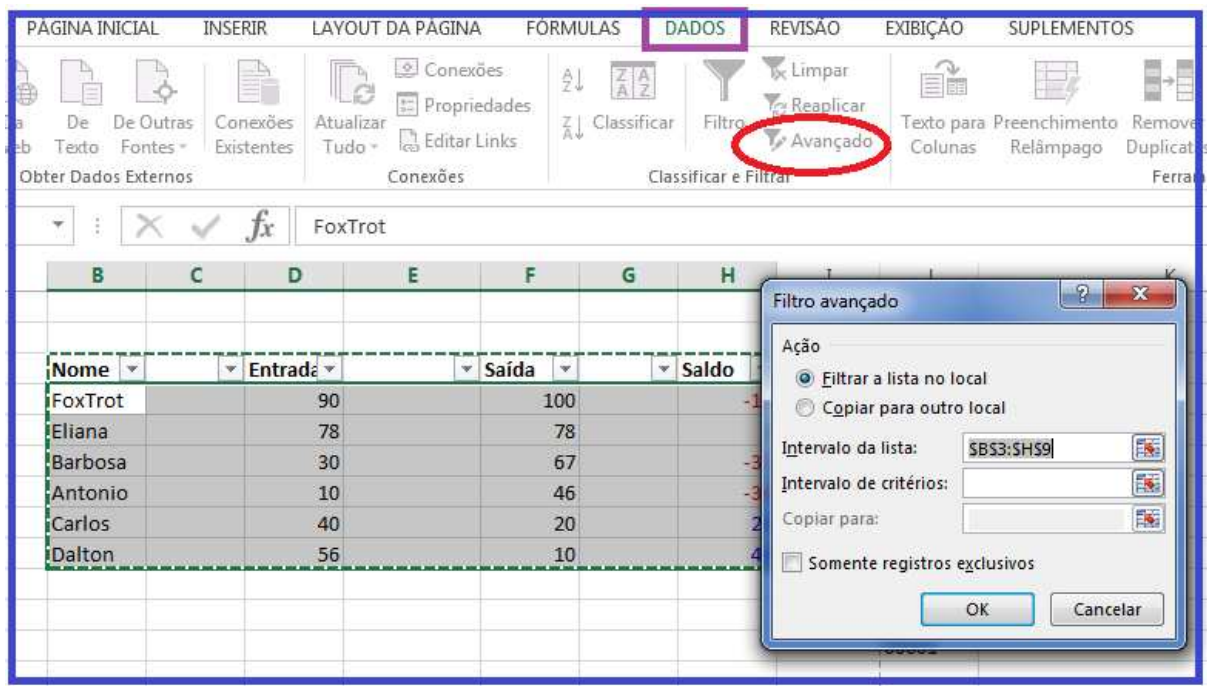 PÁGINA INICIAL INSERIR LAYOUT DA PÁGINA FÓRMULAS DADOS REVISÃO EXIBIÇÃO SUPLEMENTOS
De Texto
De Outras Fontes
Conexões Existentes
Obter Dados Externos
Atualizar Tudo
Conexões
Propriedades
Editar Links
Conexões
Classificar
Filtro
Limpar
Reaplicar
Avançado
Classificar e Filtrar
Texto para Colunas
Preenchimento Relâmpago
Remover
fx FoxTrot
B C D E F G H
Nome Entrada Saída Saldo
FoxTrot 90 100
Eliana 78 78
Barbosa 30 67
Antonio 10 46
Carlos 40 20
Dalton 56 10
Filtro avançado
Ação
Filtrar a lista no local
Copiar para outro local
Intervalo da lista: $B$3:$H$9
Intervalo de critérios:
Copiar para:
Somente registros exclusivos
OK Cancelar